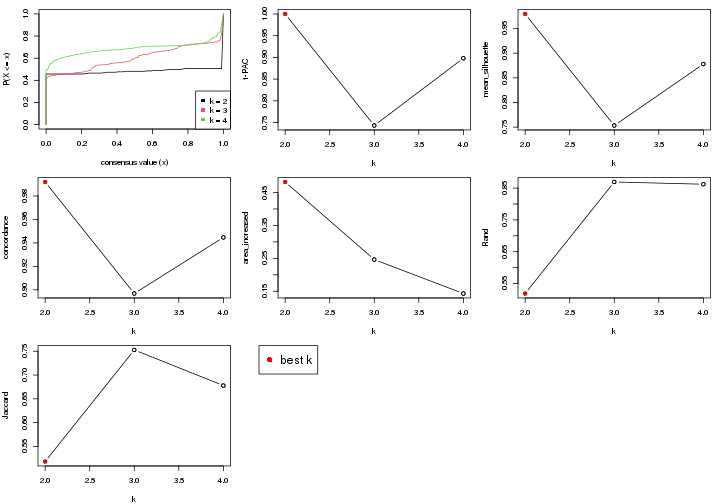 P(X <= x)
0.0 0.2 0.4 0.6 0.8 1.0
k = 2
k = 3
k = 4
0.0 0.2 0.4 0.6 0.8 1.0
consensus value (x)
1-PAC
0.75 0.80 0.85 0.90 0.95 1.00
2.0 2.5 3.0 3.5 4.0
k
mean_silhouette
0.75 0.80 0.85 0.90 0.95
2.0 2.5 3.0 3.5 4.0
k
concordance
0.90 0.92 0.94 0.96 0.98
2.0 2.5 3.0 3.5 4.0
k
area_increased
0.15 0.25 0.35 0.45
2.0 2.5 3.0 3.5 4.0
k
Rand
0.55 0.65 0.75 0.85
2.0 2.5 3.0 3.5 4.0
k
Jaccard
0.55 0.60 0.65 0.70 0.75
2.0 2.5 3.0 3.5 4.0
k
best k